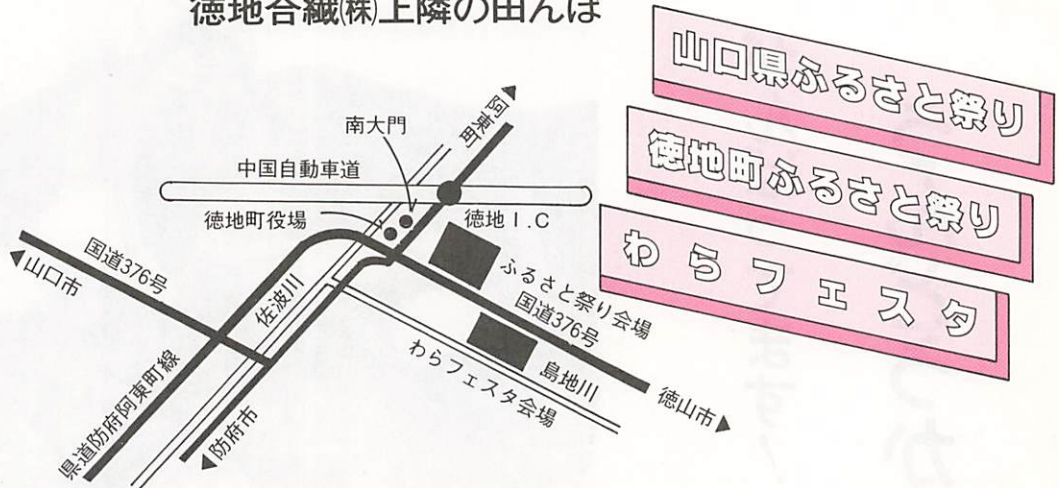 徳地合繊㈱上隣の田んぼ
山口県ふるさと祭り
徳地町ふるさと祭り
わらフェスタ
阿東町
南大門
中国自動車道
徳地町役場
徳地I.C
国道376号
山口市
佐波川
ふるさと祭り会場
国道376号
わらフェスタ会場
島地川
徳山市
県道防府阿東町線
防府市